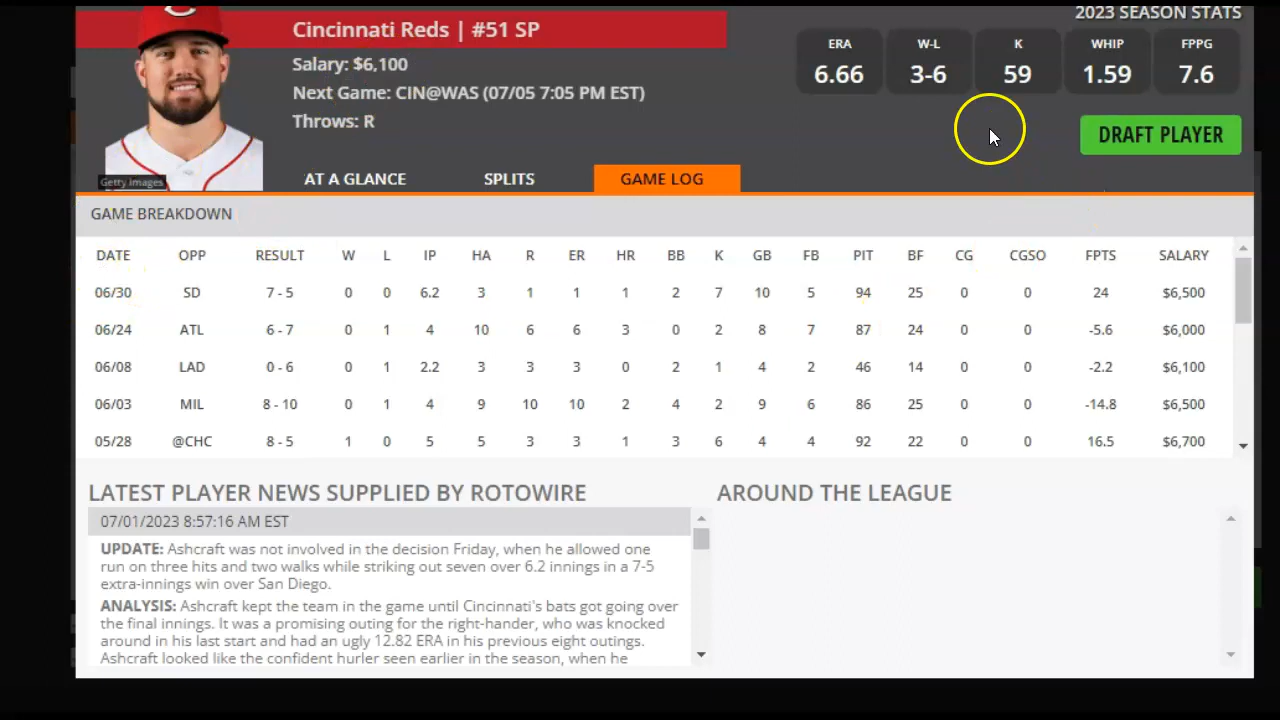 Cincinnati Reds | #51 SP
Salary: $6,100
Next Game: CIN@WAS (07/05 7:05 PM EST)
Throws: R
Getty Images
2023 SEASON STATS
ERA W-L K WHIP FPPG
6.66 3-6 59 1.59 7.6
DRAFT PLAYER
AT A GLANCE SPLITS GAME LOG
GAME BREAKDOWN
DATE OPP RESULT W L IP HA R ER HR BB K GB FB PIT BF CG CGSO FPTS SALARY
06/30 SD 7 - 5 0 0 6.2 3 1 1 1 2 7 10 5 94 25 0 0 24 $6,500
06/24 ATL 6 - 7 0 1 4 10 6 6 3 0 2 8 7 87 24 0 0 -5.6 $6,000
06/08 LAD 0 - 6 0 1 2.2 3 3 3 0 2 1 4 2 46 14 0 0 -2.2 $6,100
06/03 MIL 8 - 10 0 1 4 9 10 10 2 4 2 9 6 86 25 0 0 -14.8 $6,500
05/28 @CHC 8 - 5 1 0 5 5 3 3 1 3 6 4 4 92 22 0 0 16.5 $6,700
LATEST PLAYER NEWS SUPPLIED BY ROTOWIRE
07/01/2023 8:57:16 AM EST
UPDATE: Ashcraft was not involved in the decision Friday, when he allowed one
run on three hits and two walks while striking out seven over 6.2 innings in a 7-5
extra-innings win over San Diego.
ANALYSIS: Ashcraft kept the team in the game until Cincinnati's bats got going over
the final innings. It was a promising outing for the right-hander, who was knocked
around in his last start and had an ugly 12.82 ERA in his previous eight outings.
Ashcraft looked like the confident hurler seen earlier in the season, when he
AROUND THE LEAGUE